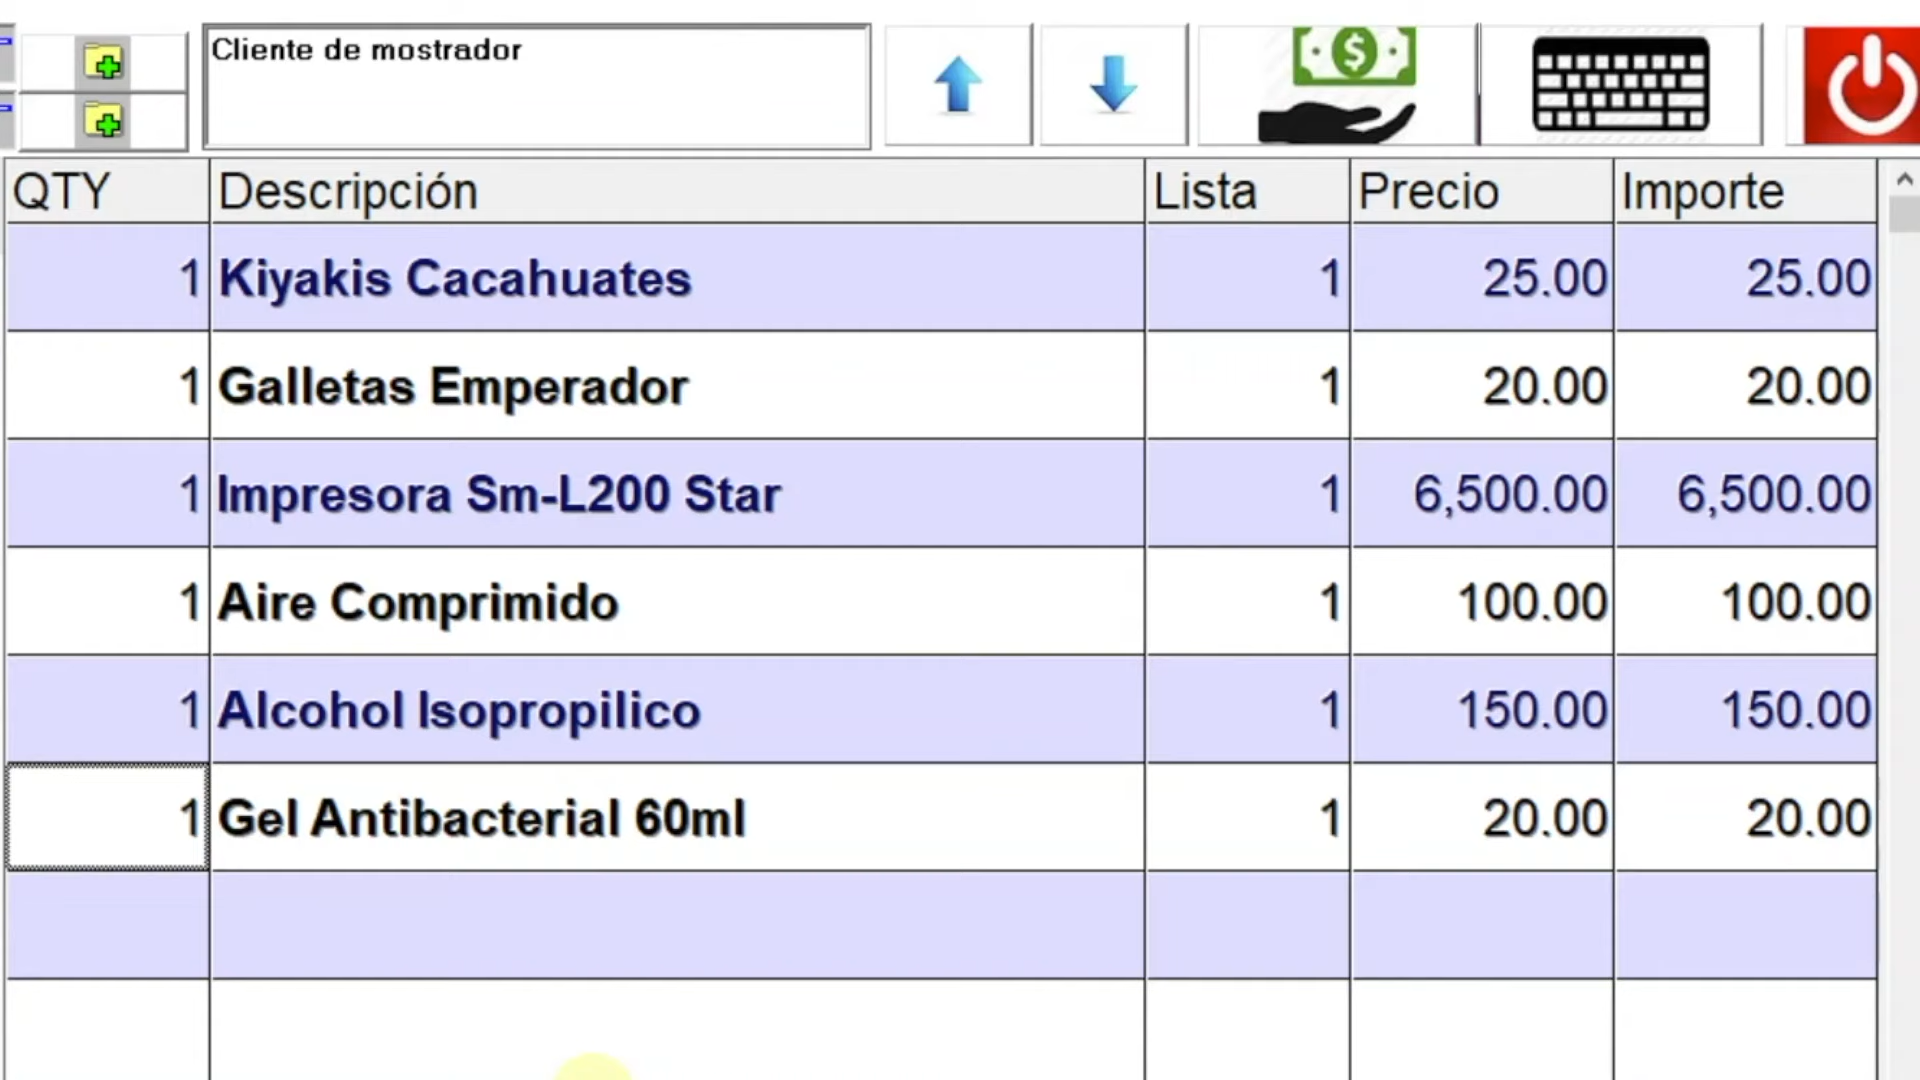 Cliente de mostrador
QTY Descripción Lista Precio Importe
1 Kiyakis Cacahuates 1 25.00 25.00
1 Galletas Emperador 1 20.00 20.00
1 Impresora Sm-L200 Star 1 6,500.00 6,500.00
1 Aire Comprimido 1 100.00 100.00
1 Alcohol Isopropilico 1 150.00 150.00
1 Gel Antibacterial 60ml 1 20.00 20.00